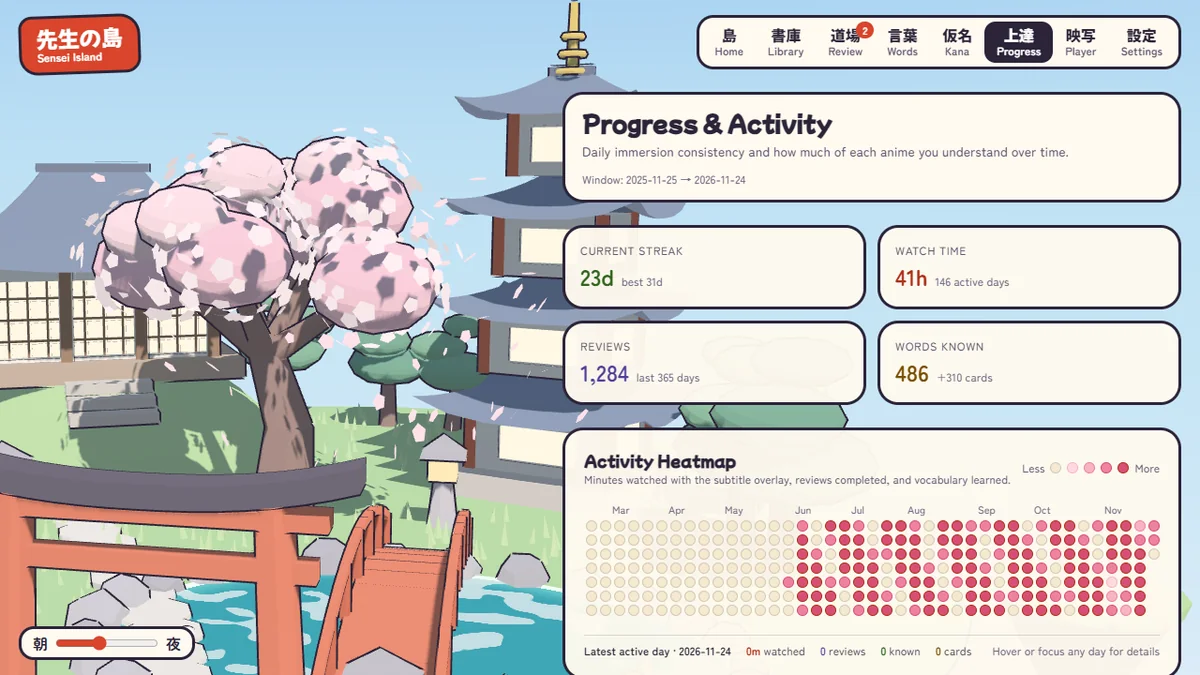 先生の島
Sensei Island
島
Home
書庫
Library
道場
2
Review
言葉
Words
仮名
Kana
上達
Progress
映写
Player
設定
Settings
Progress & Activity
Daily immersion consistency and how much of each anime you understand over time.
Window: 2025-11-25 → 2026-11-24
CURRENT STREAK
23d best 31d
WATCH TIME
41h 146 active days
REVIEWS
1,284 last 365 days
WORDS KNOWN
486 +310 cards
Activity Heatmap
Minutes watched with the subtitle overlay, reviews completed, and vocabulary learned.
Less More
Mar Apr May Jun Jul Aug Sep Oct Nov
Latest active day · 2026-11-24 0m watched 0 reviews 0 known 0 cards Hover or focus any day for details
朝 夜